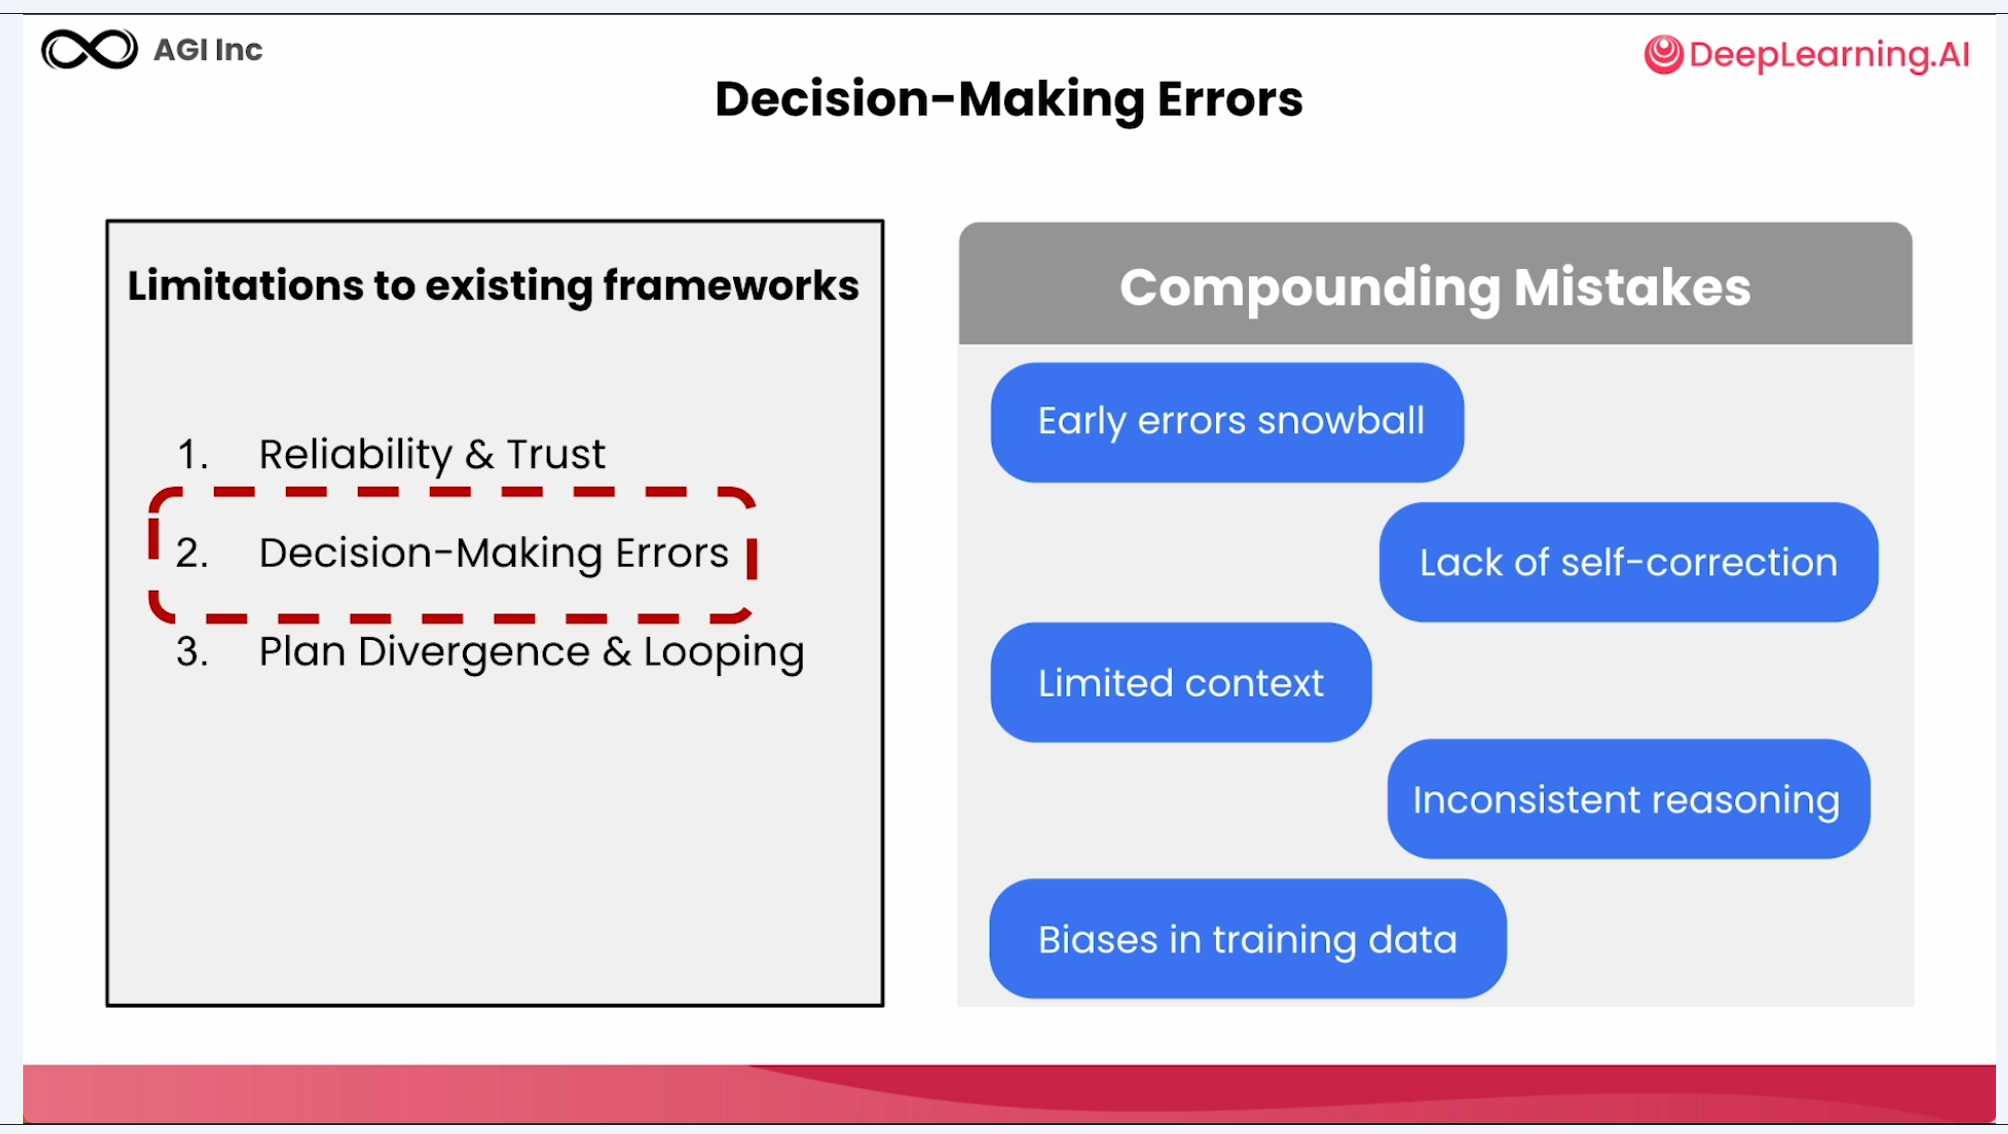 AGI Inc
DeepLearning.AI
Decision-Making Errors
Limitations to existing frameworks
1. Reliability & Trust
2. Decision-Making Errors
3. Plan Divergence & Looping
Compounding Mistakes
Early errors snowball
Lack of self-correction
Limited context
Inconsistent reasoning
Biases in training data